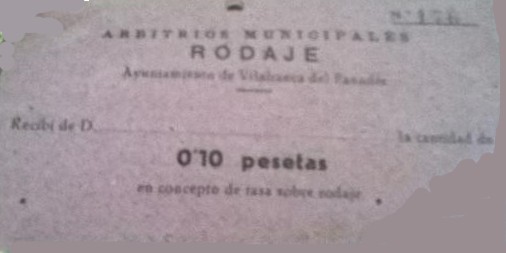 Nº 176
ARBITRIOS MUNICIPALES
RODAJE
Ayuntamiento de Vilafranca del Panadés
Recibí de D. la cantidad de
0'10 pesetas
en concepto de tasa sobre rodaje